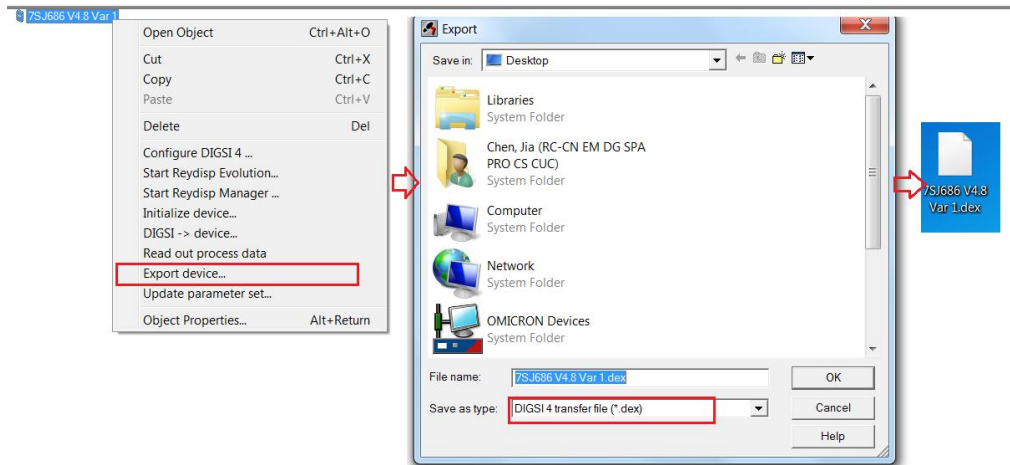 7SJ686 V4.8 Var 1
Open Object Ctrl+Alt+O
Cut Ctrl+X
Copy Ctrl+C
Paste Ctrl+V
Delete Del
Configure DIGSI 4 ...
Start Reydisp Evolution...
Start Reydisp Manager ...
Initialize device...
DIGSI -> device...
Read out process data
Export device...
Update parameter set...
Object Properties... Alt+Return
Export
Save in: Desktop
Libraries
System Folder
Chen, Jia (RC-CN EM DG SPA
PRO CS CUC)
System Folder
Computer
System Folder
Network
System Folder
OMICRON Devices
System Folder
File name: 7SJ686 V4.8 Var 1.dex OK
Save as type: DIGSI 4 transfer file (*.dex) Cancel
Help
7SJ686 V4.8
Var 1.dex